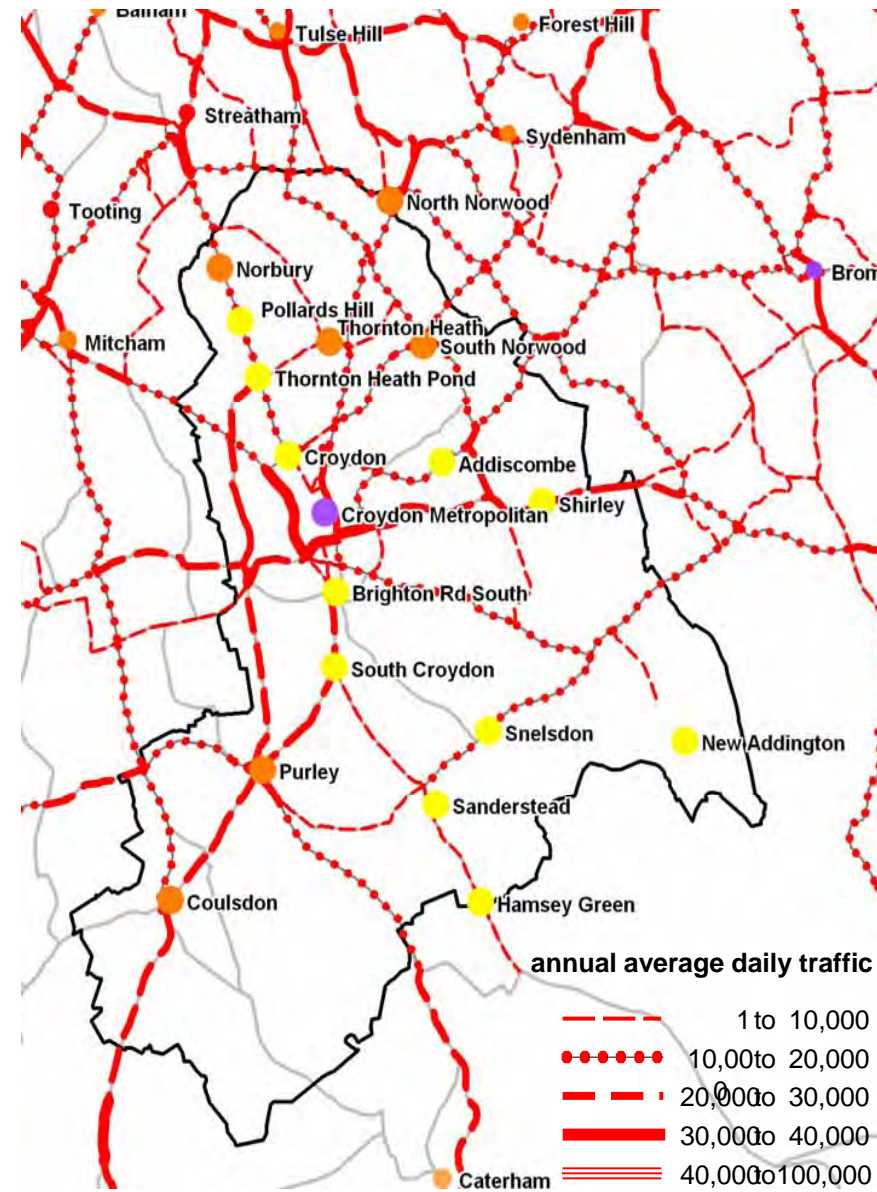 Balham
Tulse Hill
Forest Hill
Streatham
Sydenham
North Norwood
Tooting
Norbury
Brom
Pollards Hill
Thornton Heath
Mitcham
South Norwood
Thornton Heath Pond
Croydon
Addiscombe
Shirley
Croydon Metropolitan
Brighton Rd South
South Croydon
Snelsdon
New Addington
Purley
Sanderstead
Coulsdon
Hamsey Green
annual average daily traffic
1 to 10,000
10,000 to 20,000
20,000 to 30,000
30,000 to 40,000
40,000 to 100,000
Caterham